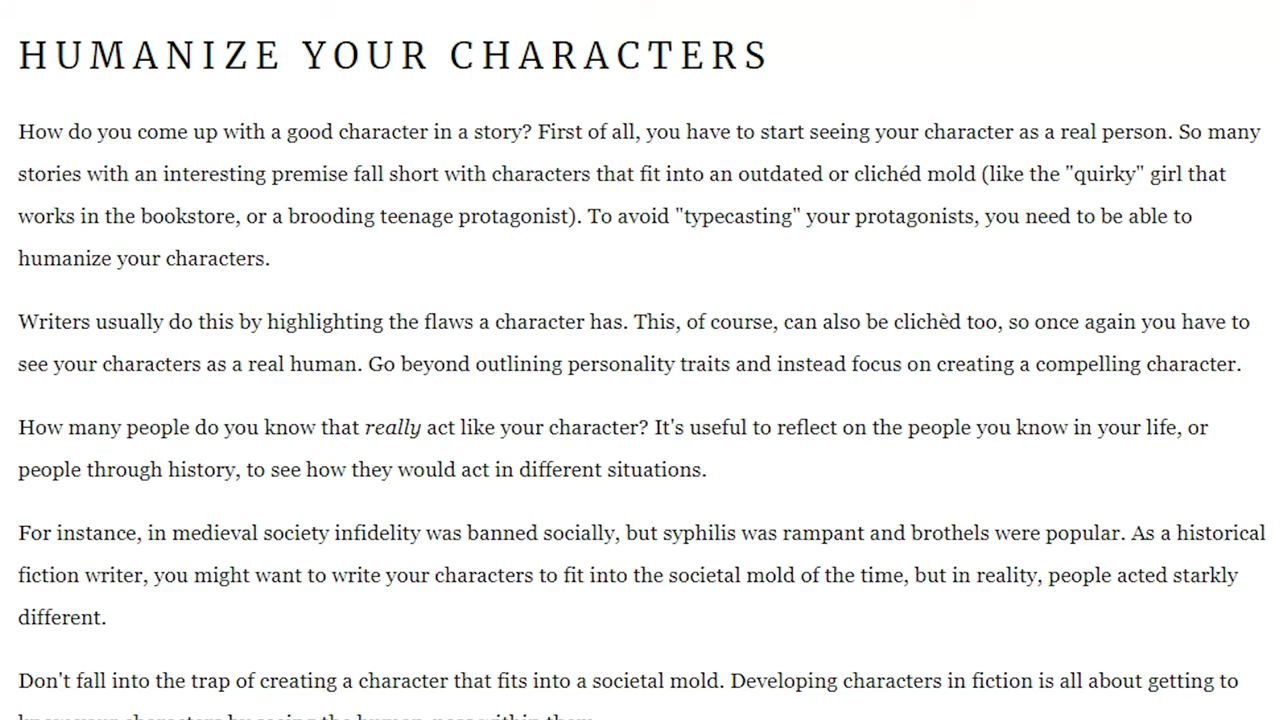 HUMANIZE YOUR CHARACTERS
How do you come up with a good character in a story? First of all, you have to start seeing your character as a real person. So many
stories with an interesting premise fall short with characters that fit into an outdated or clichéd mold (like the "quirky" girl that
works in the bookstore, or a brooding teenage protagonist). To avoid "typecasting" your protagonists, you need to be able to
humanize your characters.
Writers usually do this by highlighting the flaws a character has. This, of course, can also be clichèd too, so once again you have to
see your characters as a real human. Go beyond outlining personality traits and instead focus on creating a compelling character.
How many people do you know that really act like your character? It's useful to reflect on the people you know in your life, or
people through history, to see how they would act in different situations.
For instance, in medieval society infidelity was banned socially, but syphilis was rampant and brothels were popular. As a historical
fiction writer, you might want to write your characters to fit into the societal mold of the time, but in reality, people acted starkly
different.
Don't fall into the trap of creating a character that fits into a societal mold. Developing characters in fiction is all about getting to